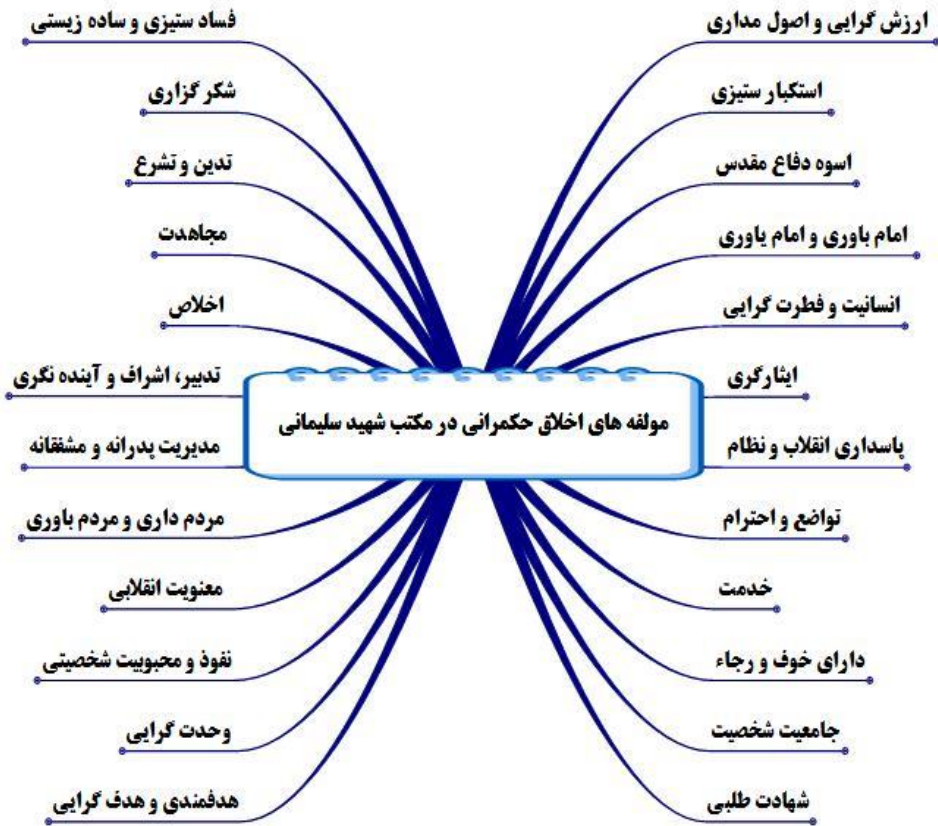 مولفه های اخلاق حکمرانی در مکتب شهید سلیمانی
ارزش گرایی و اصول مداری
استکبار ستیزی
اسوه دفاع مقدس
امام باوری و امام یاوری
انسانیت و فطرت گرایی
ایثارگری
پاسداری انقلاب و نظام
تواضع و احترام
خدمت
دارای خوف و رجاء
جامعیت شخصیت
شهادت طلبی
فساد ستیزی و ساده زیستی
شکر گزاری
تدین و تشرع
مجاهدت
اخلاص
تدبیر، اشراف و آینده نگری
مدیریت پدرانه و مشفقانه
مردم داری و مردم باوری
معنویت انقلابی
نفوذ و محبوبیت شخصیتی
وحدت گرایی
هدفمندی و هدف گرایی